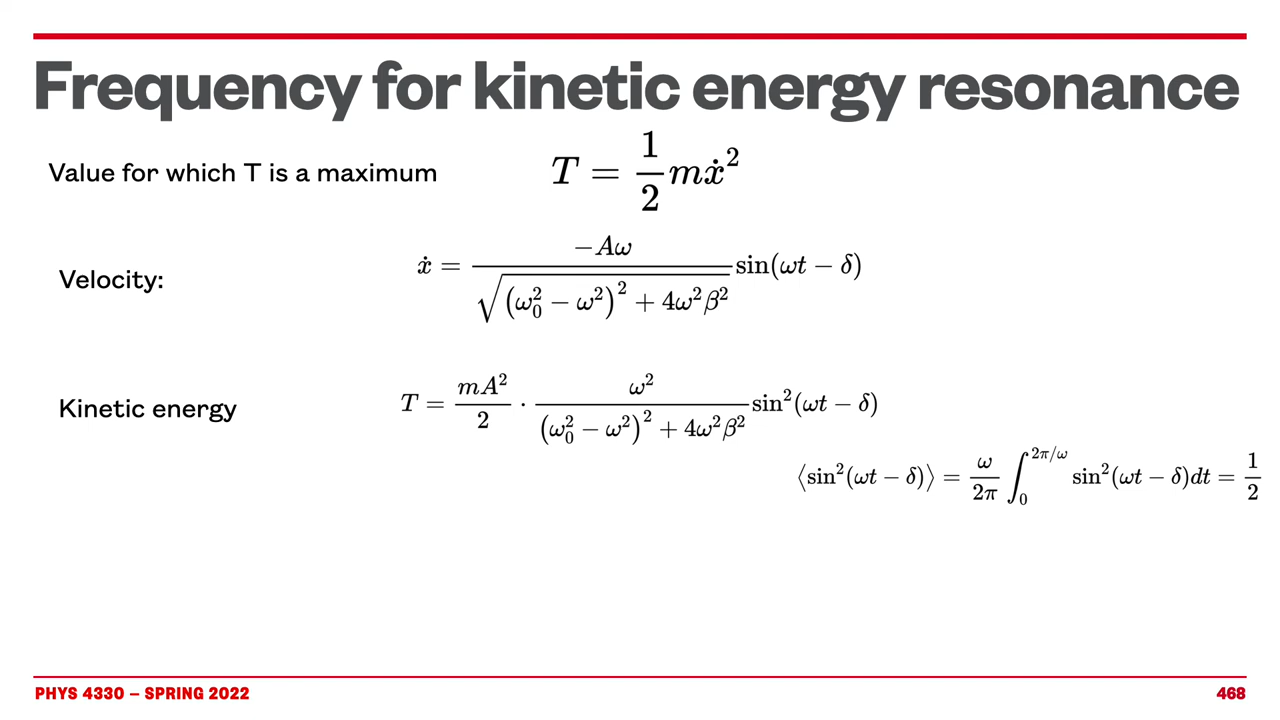 Frequency for kinetic energy resonance
Value for which T is a maximum
T = \frac{1}{2} m\dot{x}^2
Velocity:
\dot{x} = \frac{-A\omega}{\sqrt{(\omega_0^2 - \omega^2)^2 + 4\omega^2\beta^2}} \sin(\omega t - \delta)
Kinetic energy
T = \frac{mA^2}{2} \cdot \frac{\omega^2}{(\omega_0^2 - \omega^2)^2 + 4\omega^2\beta^2} \sin^2(\omega t - \delta)
\langle \sin^2(\omega t - \delta) \rangle = \frac{\omega}{2\pi} \int_0^{2\pi/\omega} \sin^2(\omega t - \delta) dt = \frac{1}{2}
PHYS 4330 – SPRING 2022
468